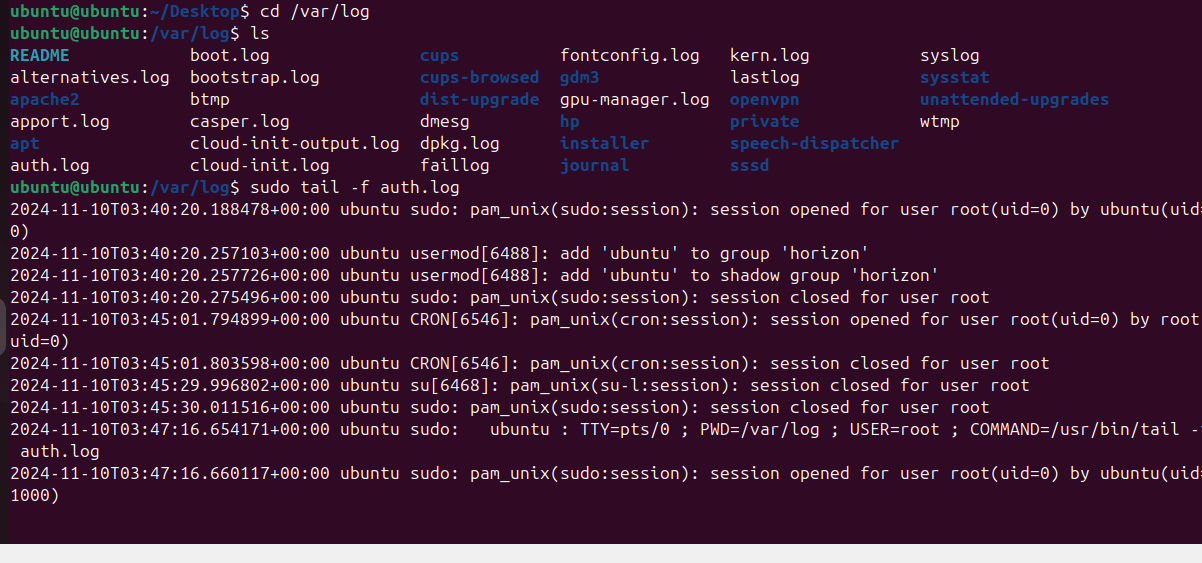 ubuntu@ubuntu:~/Desktop$ cd /var/log
ubuntu@ubuntu:/var/log$ ls
README            boot.log              cups          fontconfig.log   kern.log           syslog
alternatives.log  bootstrap.log         cups-browsed  gdm3             lastlog            sysstat
apache2           btmp                  dist-upgrade  gpu-manager.log  openvpn            unattended-upgrades
apport.log        casper.log            dmesg         hp               private            wtmp
apt               cloud-init-output.log dpkg.log      installer        speech-dispatcher
auth.log          cloud-init.log        faillog       journal          sssd
ubuntu@ubuntu:/var/log$ sudo tail -f auth.log
2024-11-10T03:40:20.188478+00:00 ubuntu sudo: pam_unix(sudo:session): session opened for user root(uid=0) by ubuntu(uid=
0)
2024-11-10T03:40:20.257103+00:00 ubuntu usermod[6488]: add 'ubuntu' to group 'horizon'
2024-11-10T03:40:20.257726+00:00 ubuntu usermod[6488]: add 'ubuntu' to shadow group 'horizon'
2024-11-10T03:40:20.275496+00:00 ubuntu sudo: pam_unix(sudo:session): session closed for user root
2024-11-10T03:45:01.794899+00:00 ubuntu CRON[6546]: pam_unix(cron:session): session opened for user root(uid=0) by root
uid=0)
2024-11-10T03:45:01.803598+00:00 ubuntu CRON[6546]: pam_unix(cron:session): session closed for user root
2024-11-10T03:45:29.996802+00:00 ubuntu su[6468]: pam_unix(su-l:session): session closed for user root
2024-11-10T03:45:30.011516+00:00 ubuntu sudo: pam_unix(sudo:session): session closed for user root
2024-11-10T03:47:16.654171+00:00 ubuntu sudo:   ubuntu : TTY=pts/0 ; PWD=/var/log ; USER=root ; COMMAND=/usr/bin/tail -
 auth.log
2024-11-10T03:47:16.660117+00:00 ubuntu sudo: pam_unix(sudo:session): session opened for user root(uid=0) by ubuntu(uid=
1000)